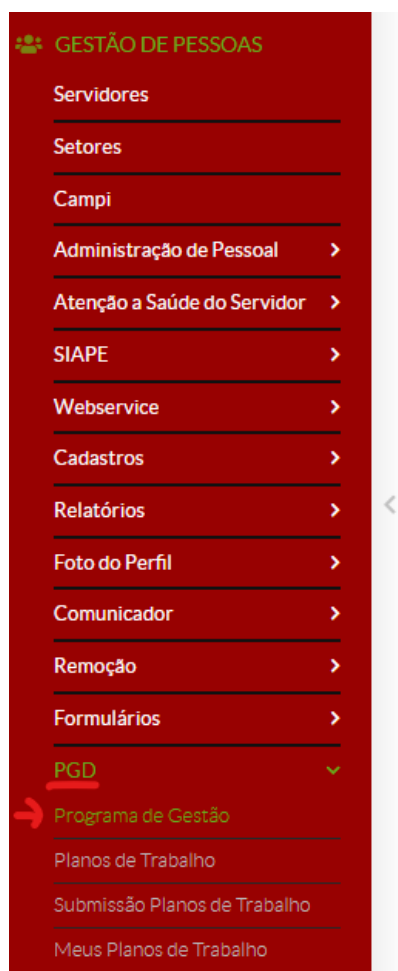 GESTÃO DE PESSOAS
Servidores
Setores
Campi
Administração de Pessoal
Atenção a Saúde do Servidor
SIAPE
Webservice
Cadastros
Relatórios
Foto do Perfil
Comunicador
Remoção
Formulários
PGD
Programa de Gestão
Planos de Trabalho
Submissão Planos de Trabalho
Meus Planos de Trabalho